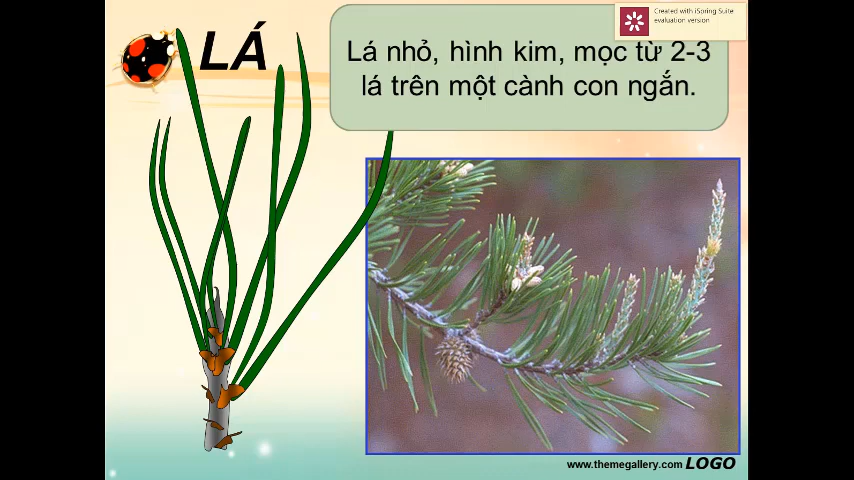 Created with iSpring Suite
evaluation version
LÁ
Lá nhỏ, hình kim, mọc từ 2-3
lá trên một cành con ngắn.
www.themegallery.com LOGO